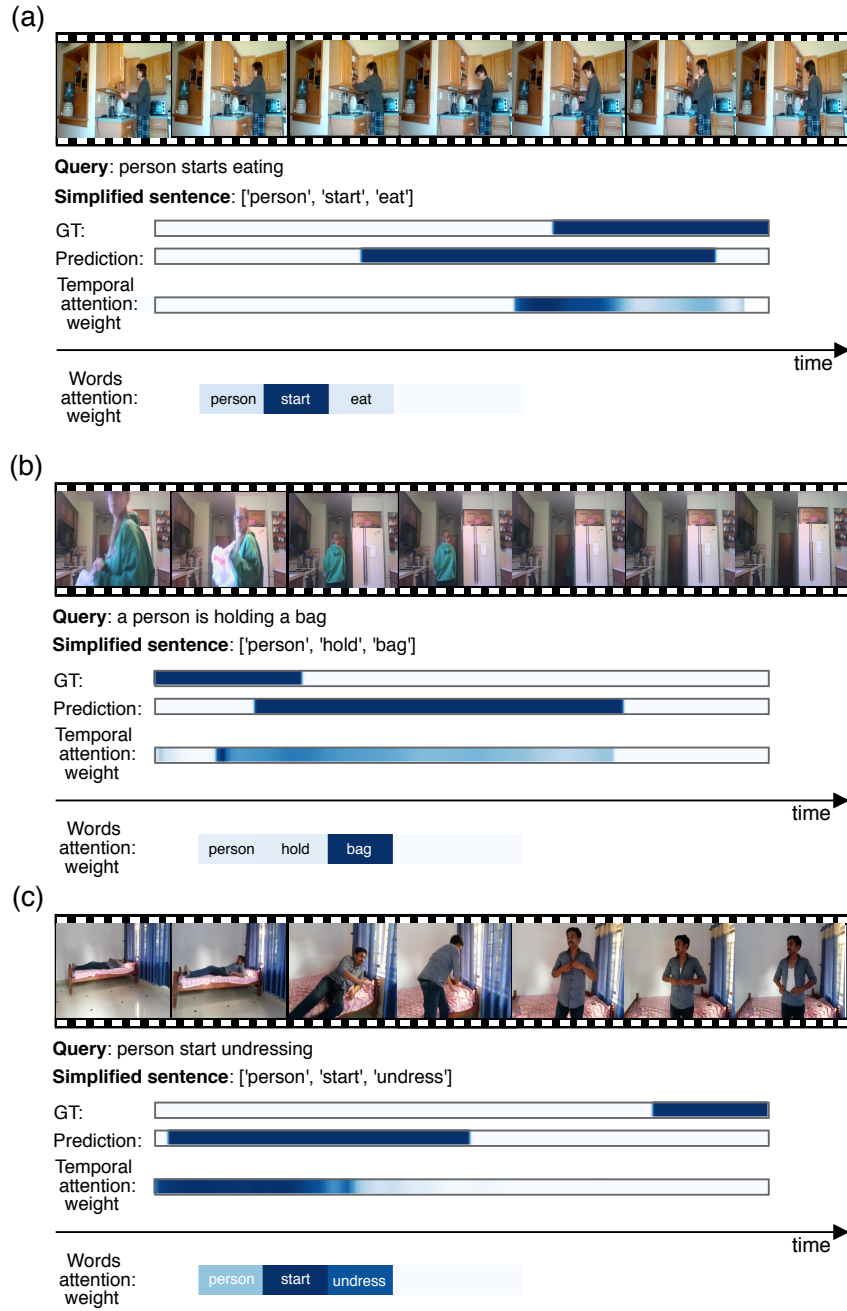 (a)
Query: person starts eating
Simplified sentence: ['person', 'start', 'eat']
GT:
Prediction:
Temporal
attention:
weight
time
Words
attention:
weight
person start eat
(b)
Query: a person is holding a bag
Simplified sentence: ['person', 'hold', 'bag']
GT:
Prediction:
Temporal
attention:
weight
time
Words
attention:
weight
person hold bag
(c)
Query: person start undressing
Simplified sentence: ['person', 'start', 'undress']
GT:
Prediction:
Temporal
attention:
weight
time
Words
attention:
weight
person start undress